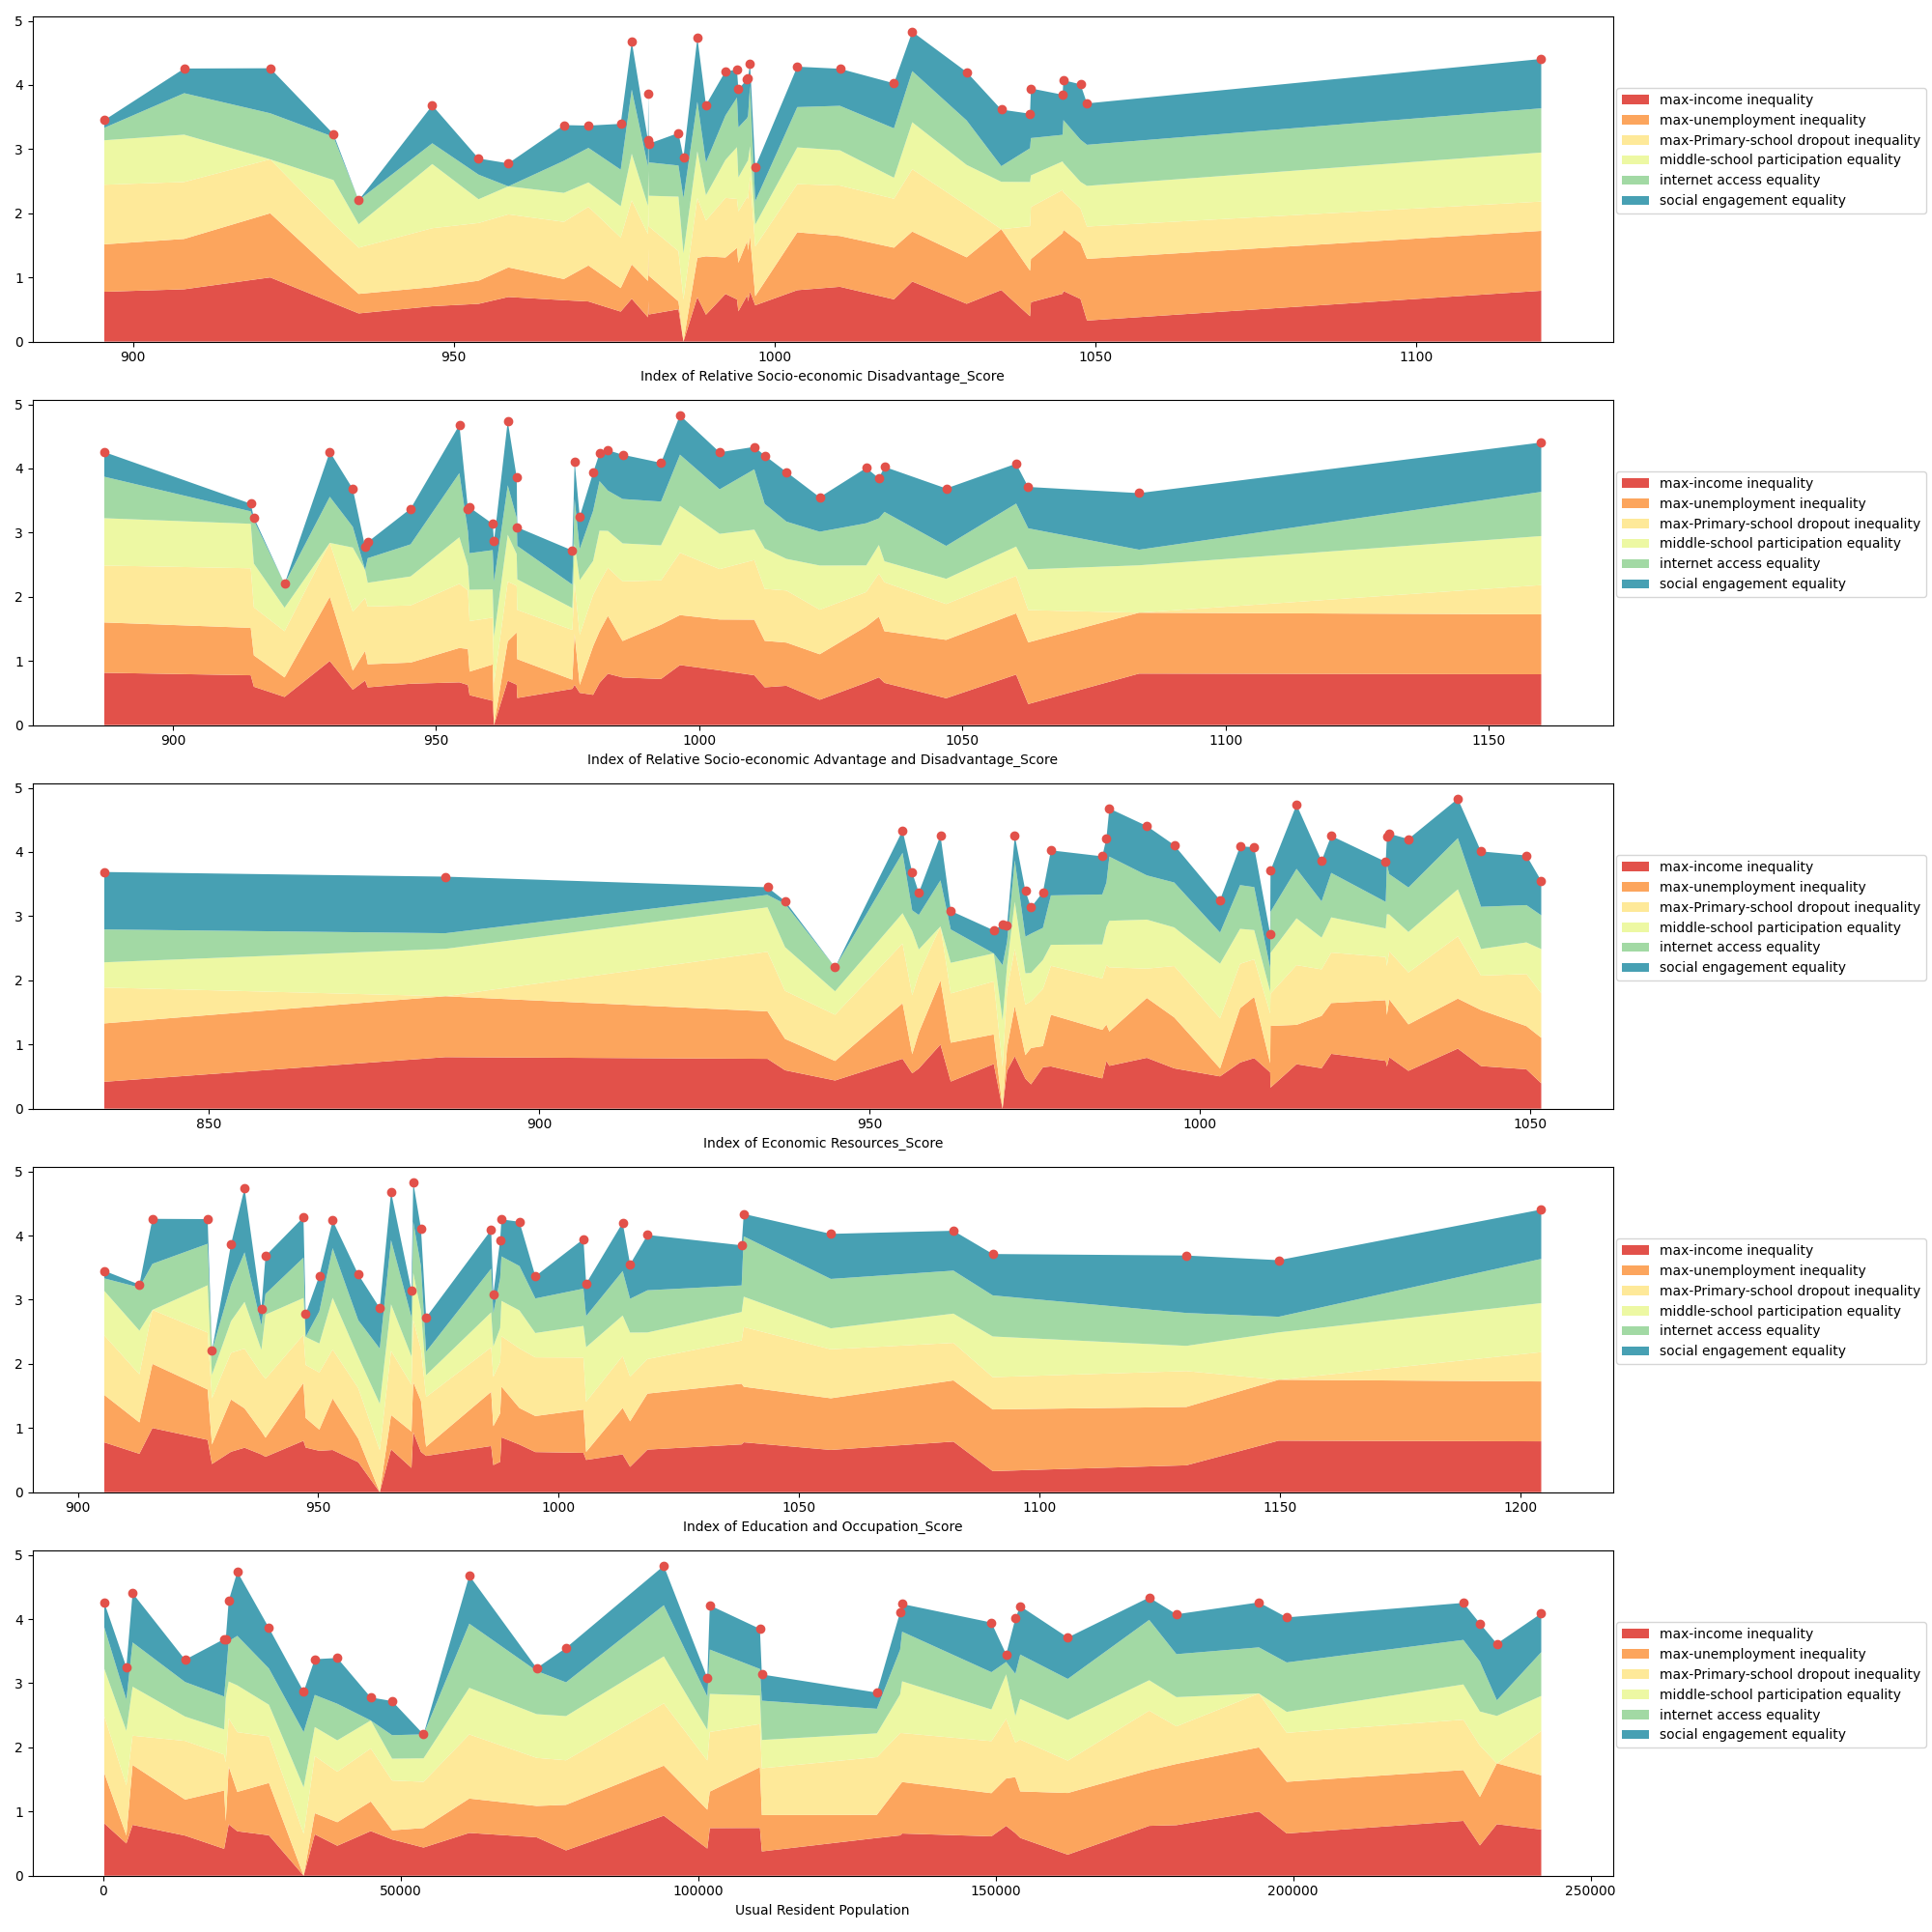 5
4
3
2
1
0
900
950
1000
1050
1100
Index of Relative Socio-economic Disadvantage_Score
max-income inequality
max-unemployment inequality
max-Primary-school dropout inequality
middle-school participation equality
internet access equality
social engagement equality
5
4
3
2
1
0
900
950
1000
1050
1100
1150
Index of Relative Socio-economic Advantage and Disadvantage_Score
max-income inequality
max-unemployment inequality
max-Primary-school dropout inequality
middle-school participation equality
internet access equality
social engagement equality
5
4
3
2
1
0
850
900
950
1000
1050
Index of Economic Resources_Score
max-income inequality
max-unemployment inequality
max-Primary-school dropout inequality
middle-school participation equality
internet access equality
social engagement equality
5
4
3
2
1
0
900
950
1000
1050
1100
1150
1200
Index of Education and Occupation_Score
max-income inequality
max-unemployment inequality
max-Primary-school dropout inequality
middle-school participation equality
internet access equality
social engagement equality
5
4
3
2
1
0
0
50000
100000
150000
200000
250000
Usual Resident Population
max-income inequality
max-unemployment inequality
max-Primary-school dropout inequality
middle-school participation equality
internet access equality
social engagement equality